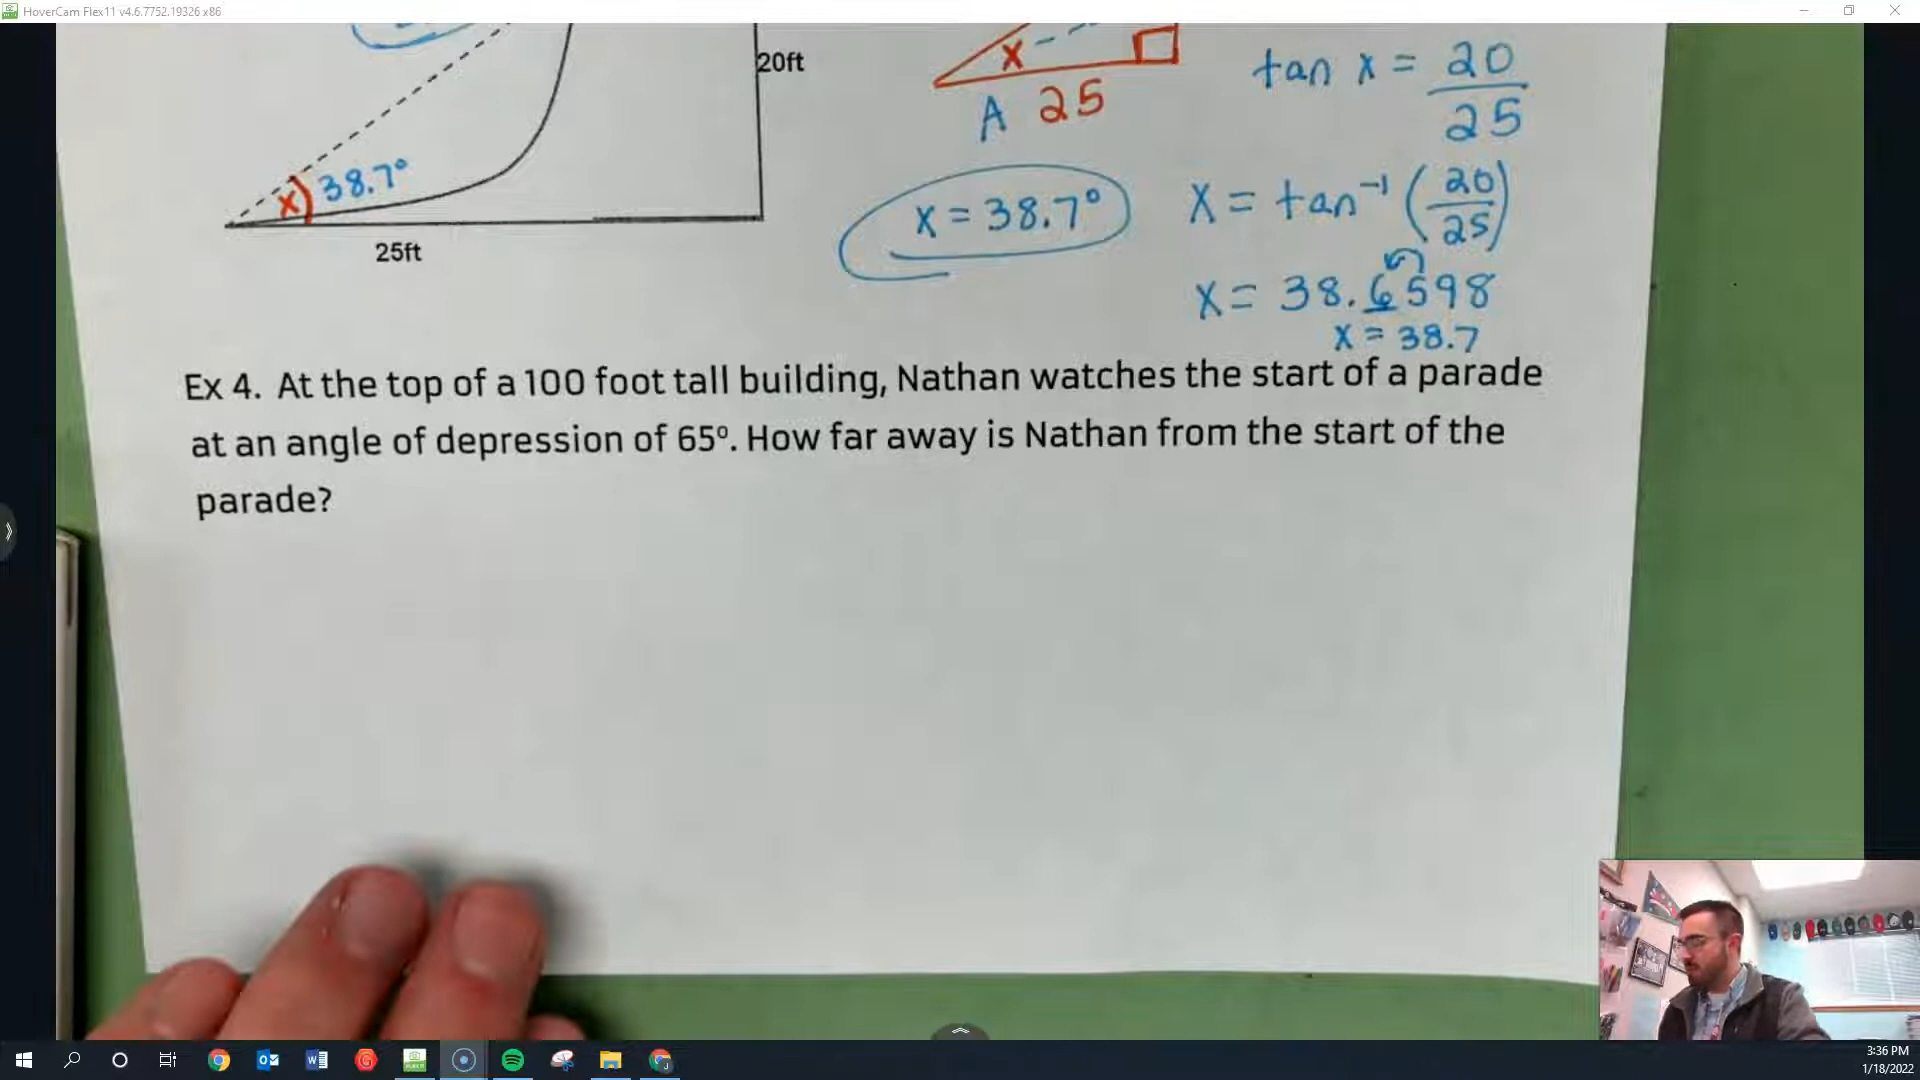 HoverCam Flex11 v4.6.7752.19326 x86
20ft
x
A 25
tan x = 20/25
x 38.7°
25ft
x = 38.7°
x = tan⁻¹ (20/25)
x = 38.6598
x = 38.7
Ex 4. At the top of a 100 foot tall building, Nathan watches the start of a parade
at an angle of depression of 65º. How far away is Nathan from the start of the
parade?
3:36 PM
1/18/2022